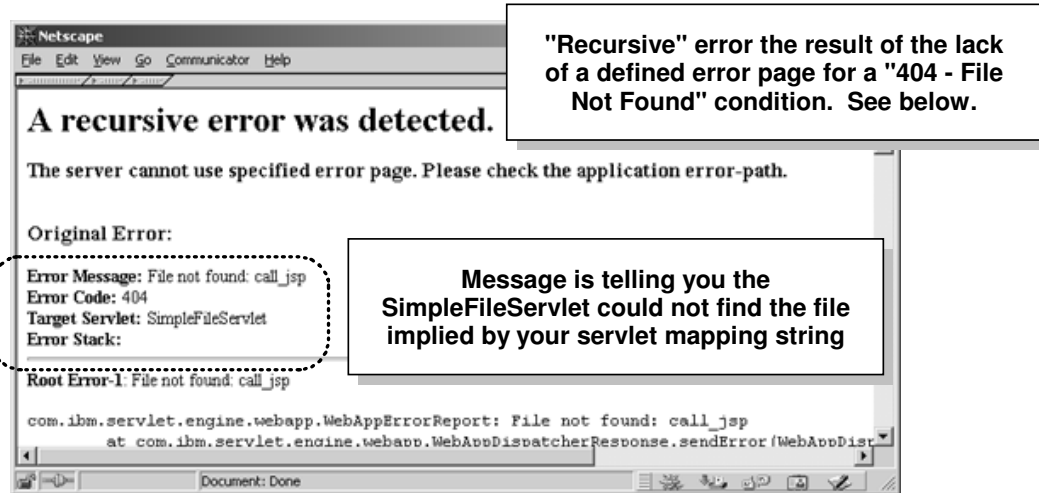 Netscape
File Edit View Go Communicator Help
"Recursive" error the result of the lack
of a defined error page for a "404 - File
Not Found" condition. See below.
A recursive error was detected.
The server cannot use specified error page. Please check the application error-path.
Original Error:
Error Message: File not found: call_jsp
Error Code: 404
Target Servlet: SimpleFileServlet
Error Stack:
Message is telling you the
SimpleFileServlet could not find the file
implied by your servlet mapping string
Root Error-1: File not found: call_jsp
com.ibm.servlet.engine.webapp.WebAppErrorReport: File not found: call_jsp
at com.ibm.servlet.engine.webapp.WebAppDispatcherResponse.sendError(WebAppDist
Document: Done